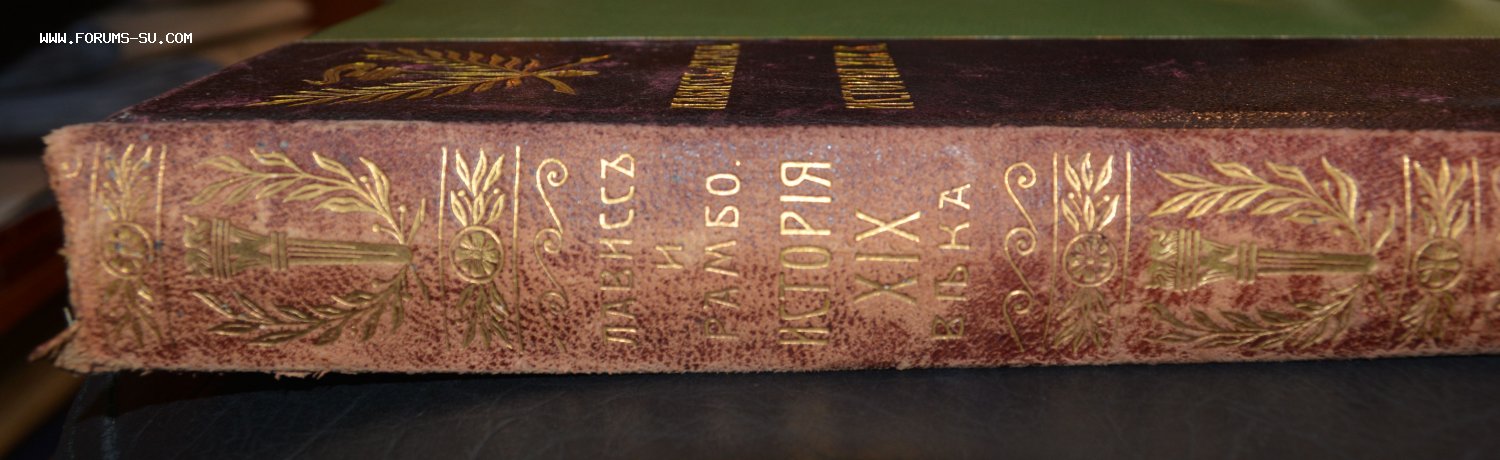 WWW.FORUMS-SU.COM
ЛАВИССЪ
И
РАМБО.
ИСТОРІЯ
XIX
ВѢКА